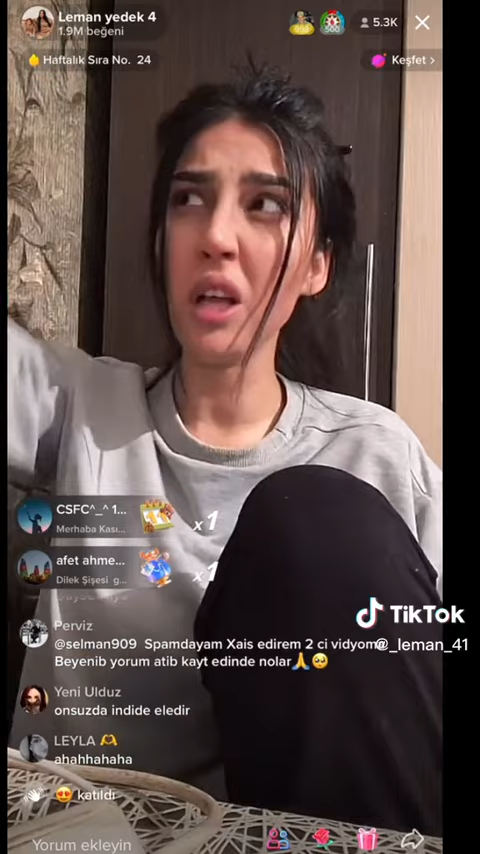 Leman yedek 4
1.9M beğeni
500
5.3K
Haftalık Sıra No. 24
Keşfet >
CSFC^_^ 1...
Merhaba Kası...
x1
afet ahme...
Dilek Şişesi g...
x1
Perviz
@selman909 Spamdayam Xais edirem 2 ci vidyom
Beyenib yorum atib kayt edinde nolar🙏🥺
TikTok
@_leman_41
Yeni Ulduz
onsuzda indide eledir
LEYLA 🫶
ahahhahaha
👋 😍 katıldı
Yorum ekleyin